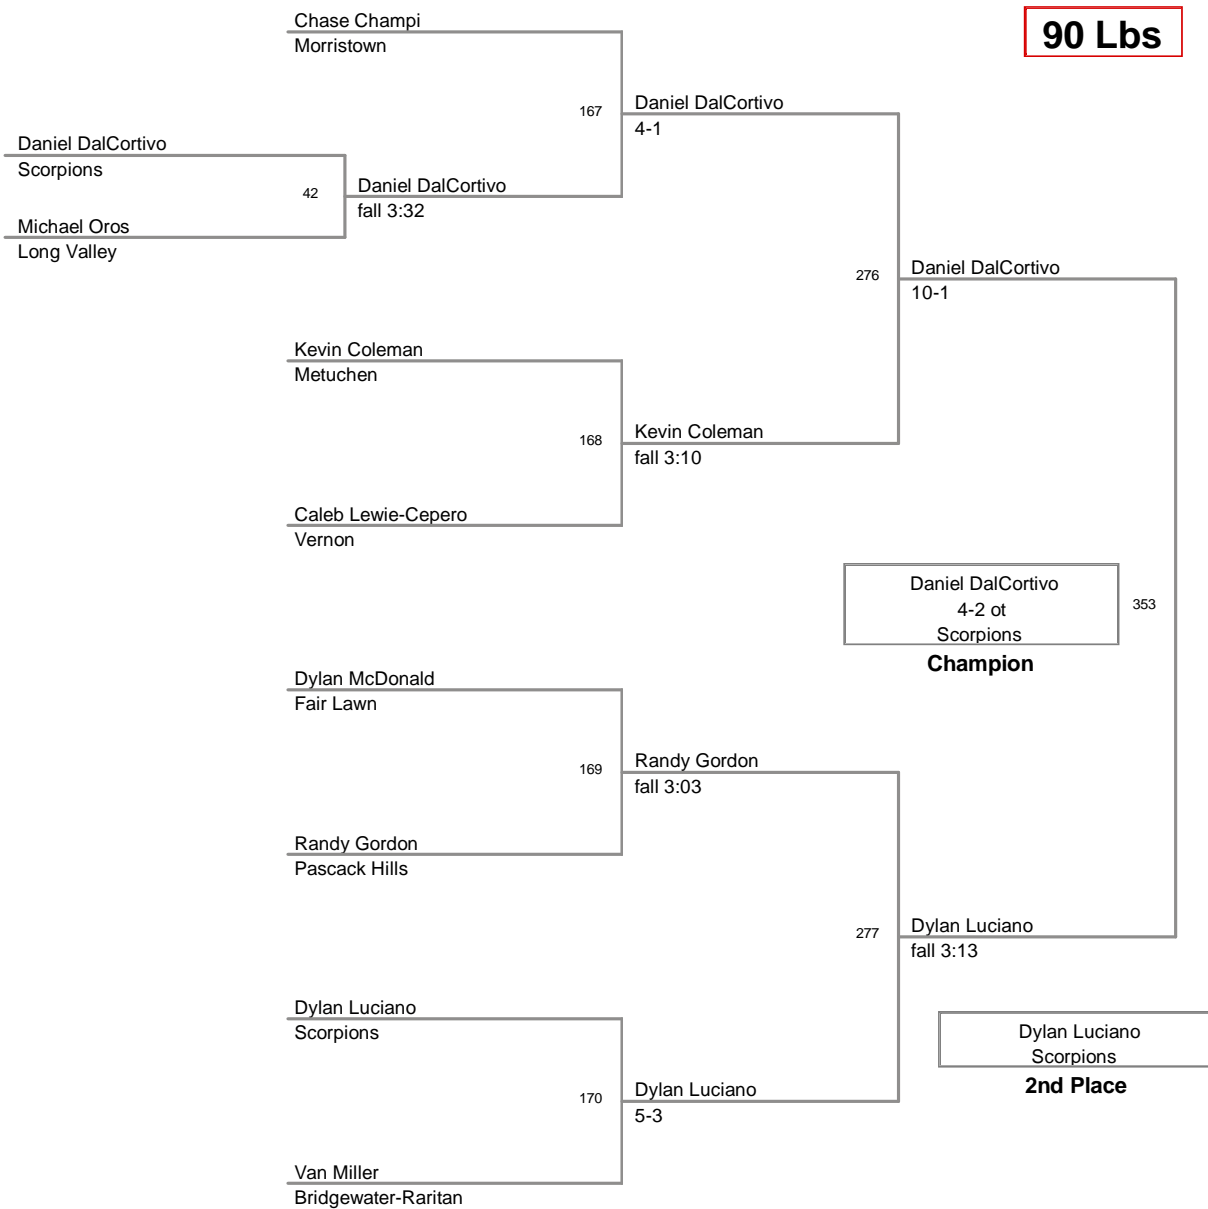 Chase Champi
90 Lbs
Morristown
167
Daniel DalCortivo
4-1
Daniel DalCortivo
Scorpions
42
Daniel DalCortivo
fall 3:32
Michael Oros
Long Valley
276
Daniel DalCortivo
10-1
Kevin Coleman
Metuchen
168
Kevin Coleman
fall 3:10
Caleb Lewie-Cepero
Vernon
Daniel DalCortivo
4-2 ot
Scorpions
353
Champion
Dylan McDonald
Fair Lawn
169
Randy Gordon
fall 3:03
Randy Gordon
Pascack Hills
277
Dylan Luciano
fall 3:13
Dylan Luciano
Scorpions
Dylan Luciano
Scorpions
2nd Place
170
Dylan Luciano
5-3
Van Miller
Bridgewater-Raritan